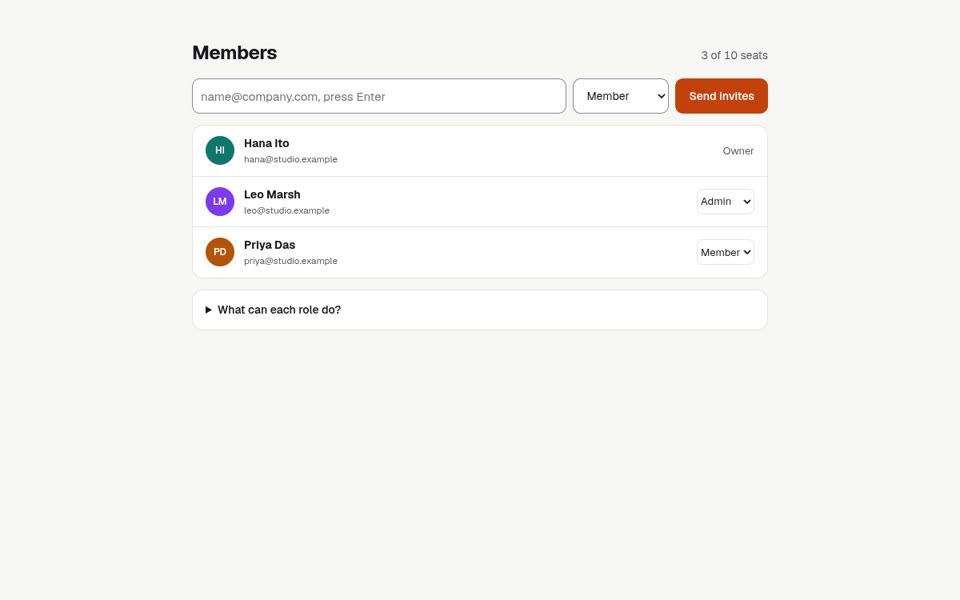 Members
3 of 10 seats
name@company.com, press Enter
Member
Send invites
HI
Hana Ito
hana@studio.example
Owner
LM
Leo Marsh
leo@studio.example
Admin
PD
Priya Das
priya@studio.example
Member
What can each role do?